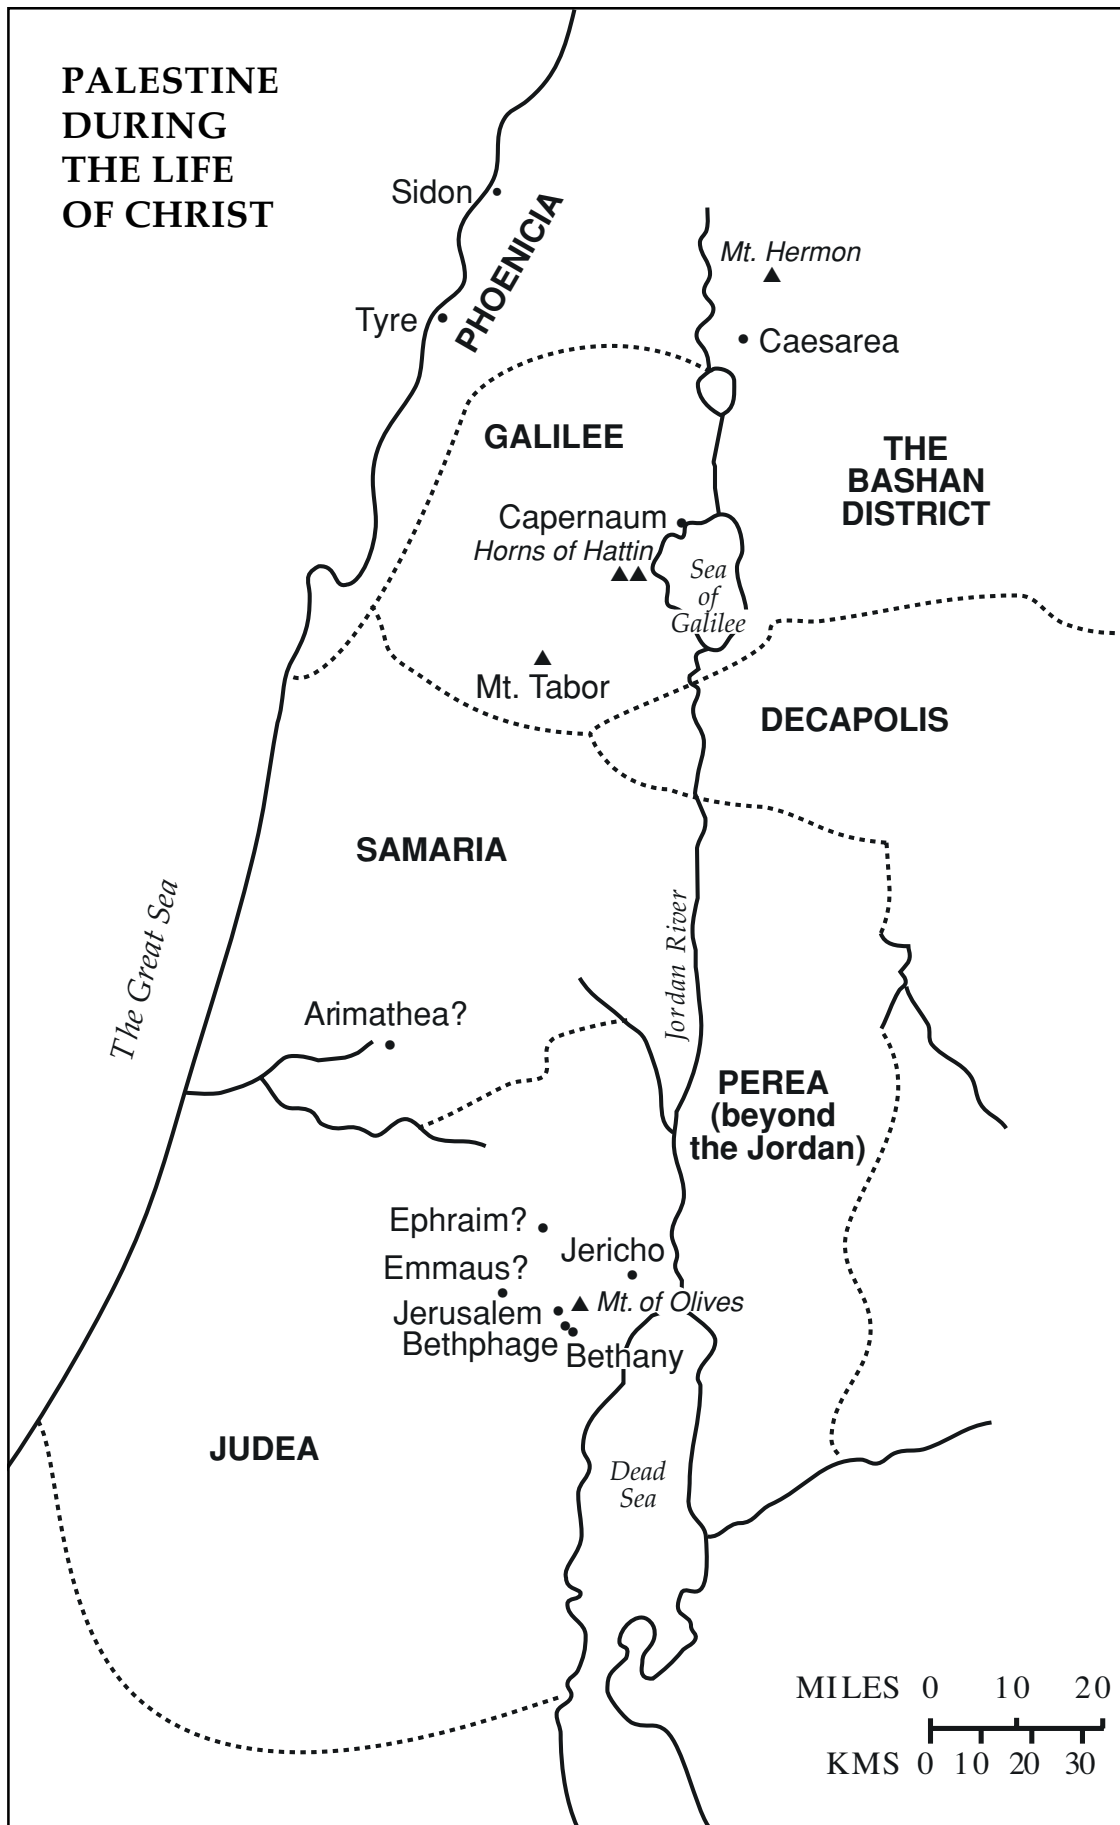 PALESTINE
DURING
THE LIFE
OF CHRIST
Sidon
PHOENICIA
Mt. Hermon
Tyre
Caesarea
GALILEE
THE
BASHAN
DISTRICT
Capernaum
Horns of Hattin
Sea
of
Galilee
Mt. Tabor
DECAPOLIS
SAMARIA
The Great Sea
Jordan River
Arimathea?
PEREA
(beyond
the Jordan)
Ephraim?
Jericho
Emmaus?
Mt. of Olives
Jerusalem
Bethphage
Bethany
JUDEA
Dead
Sea
MILES 0 10 20
KMS 0 10 20 30